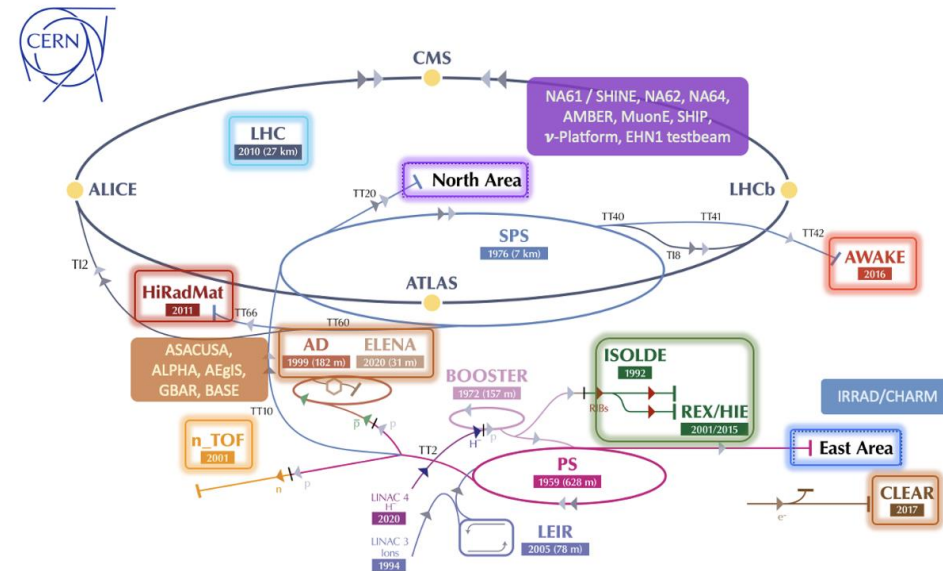 CERN
CMS
NA61 / SHINE, NA62, NA64,
AMBER, MuonE, SHIP,
ν-Platform, EHN1 testbeam
LHC
2010 (27 km)
North Area
ALICE
LHCb
TT20
TT40
TT41
TT42
SPS
1976 (7 km)
TI8
AWAKE
2016
TI2
HiRadMat
2011
ATLAS
TT66
TT60
ASACUSA,
ALPHA, AEgIS,
GBAR, BASE
AD
1999 (182 m)
ELENA
2020 (31 m)
ISOLDE
1992
BOOSTER
1972 (157 m)
RIBs
REX/HIE
2001/2015
IRRAD/CHARM
TT10
p̄
p
p
H⁻
p
n_TOF
2001
TT2
East Area
n
p
PS
1959 (628 m)
LINAC 4
H⁻
2020
CLEAR
2017
e⁻
LINAC 3
Ions
1994
LEIR
2005 (78 m)